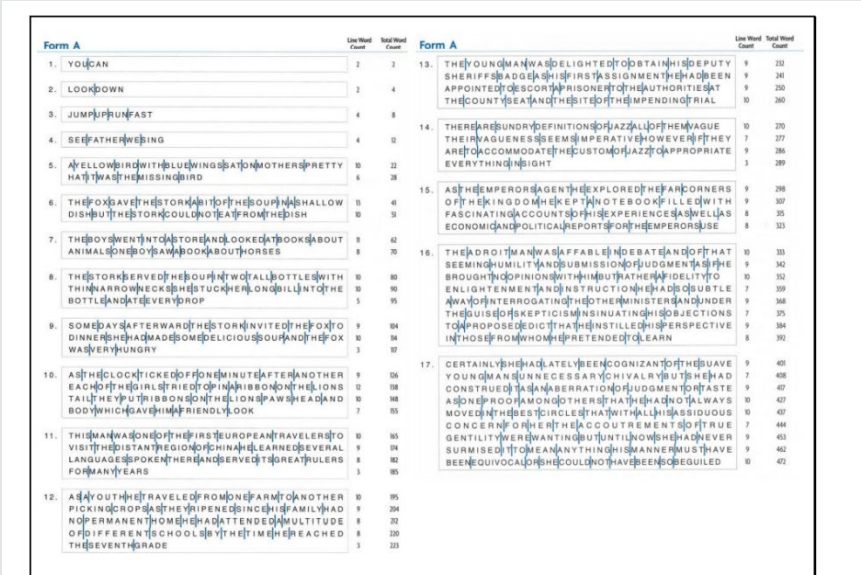 Form A
Line Word Count Total Word Count
1. YOUCAN 2 2
2. LOOKDOWN 2 4
3. JUMPUPRUNFAST 4 8
4. SEEFATHERWESING 4 12
5. AYELLOWBIRDWITHBLUEWINGSSATONMOTHERSPRETTY 10 22
HATITWASTHEMISSINGBIRD 6 28
6. THEFOXGAVETHESTORKABITOFTHESOUPINASHALLOW 13 41
DISHBUTTHESTORKCOULDNOTEATFROMTHEDISH 10 51
7. THEBOYSWENTINTOASTOREANDLOOKEDATBOOKSABOUT 11 62
ANIMALSONEBOYSAWABOOKABOUTHORSES 8 70
8. THESTORKSERVEDTHESOUPINTWOTALLBOTTLESWITH 10 80
THINNARROWNECKSSHESTUCKHERLONGBILLINTOTHE 10 90
BOTTLEANDATEEVERYDROP 5 95
9. SOMEDAYSAFTERWARDTHESTORKINVITEDTHEFOXTO 9 104
DINNERSHEHADMADESOMEDELICIOUSSOUPANDTHEFOX 10 114
WASVERYHUNGRY 3 117
10. ASTHECLOCKTICKEDOFFONEMINUTEAFTERANOTHER 9 126
EACHOFTHEGIRLSTRIEDTOPINARIBBONONTHELIONS 12 138
TAILTHEYPUTRIBBONSONTHELIONSPAWSHEADAND 10 148
BODYWHICHGAVEHIMAFRIENDLYLOOK 7 155
11. THISMANWASONEOFTHEFIRSTEUROPEANTRAVELERSTO 10 165
VISITTHEDISTANTREGIONOFCHINAHELEARNEDSEVERAL 9 174
LANGUAGESSPOKENTHEREANDSERVEDITSGREATRULERS 8 182
FORMANYYEARS 3 185
12. ASAYOUTHHETRAVELEDFROMONEFARMTOANOTHER 10 195
PICKINGCROPSASTHEYRIPENEDSINCEHISFAMILYHAD 9 204
NOPERMANENTHOMEHEHADATTENDEDAMULTITUDE 8 212
OFDIFFERENTSCHOOLSBYTHETIMEHEREACHED 8 220
THESEVENTHGRADE 3 223
Form A
Line Word Count Total Word Count
13. THEYOUNGMANWASDELIGHTEDTOOBTAINHISDEPUTY 9 232
SHERIFFSBADGEASHISFIRSTASSIGNMENTHEHADBEEN 9 241
APPOINTEDTOESCORTAPRISONERTOTHEAUTHORITIESAT 9 250
THECOUNTYSEATANDTHESITEOFTHEIMPENDINGTRIAL 10 260
14. THEREARESUNDRYDEFINITIONSOFJAZZALLOFTHEMVAGUE 10 270
THEIRVAGUENESSSEEMSIMPERATIVEHOWEVERIFTHEY 7 277
ARETOACCOMMODATETHECUSTOMOFJAZZTOAPPROPRIATE 9 286
EVERYTHINGINSIGHT 3 289
15. ASTHEEMPERORSAGENTHEEXPLOREDTHEFARCORNERS 9 298
OFTHEKINGDOMHEKEPTANOTEBOOKFILLEDWITH 9 307
FASCINATINGACCOUNTSOFHISEXPERIENCESASWELLAS 8 315
ECONOMICANDPOLITICALREPORTSFORTHEEMPERORSUSE 8 323
16. THEADROITMANWASAFFABLEINDEBATEANDOFTHAT 10 333
SEEMINGHUMILITYANDSUBMISSIONOFJUDGMENTASIFHE 9 342
BROUGHTNOOPINIONSWITHHIMBUTRATHERAFIDELITYTO 10 352
ENLIGHTENMENTANDINSTRUCTIONHEHADSOSUBTLE 7 359
AWAYOFINTERROGATINGTHEOTHERMINISTERSANDUNDER 9 368
THEGUISEOFSKEPTICISMINSINUATINGHISOBJECTIONS 7 375
TOAPROPOSEDEDICTTHATHEINSTILLEDHISPERSPECTIVE 9 384
INTHOSEFROMWHOMHEPRETENDEDTOLEARN 8 392
17. CERTAINLYSHEHADLATELYBEENCOGNIZANTOFTHESUAVE 9 401
YOUNGMANSUNNECESSARYCHIVALRYBUTSHEHAD 7 408
CONSTRUEDITASANABERRATIONOFJUDGMENTORTASTE 9 417
ASONEPROOFAMONGOTHERSTHATHEHADNOTALWAYS 10 427
MOVEDINTHEBESTCIRCLESTHATWITHALLHISASSIDUOUS 10 437
CONCERNFORHERTHEACCOUTREMENTSOFTRUE 7 444
GENTILITYWEREWANTINGBUTUNTILNOWSHEHADNEVER 9 453
SURMISEDITTOMEANANYTHINGHISMANNERMUSTHAVE 9 462
BEENEQUIVOCALORSHECOULDNOTHAVEBEENSOBEGUILED 10 472